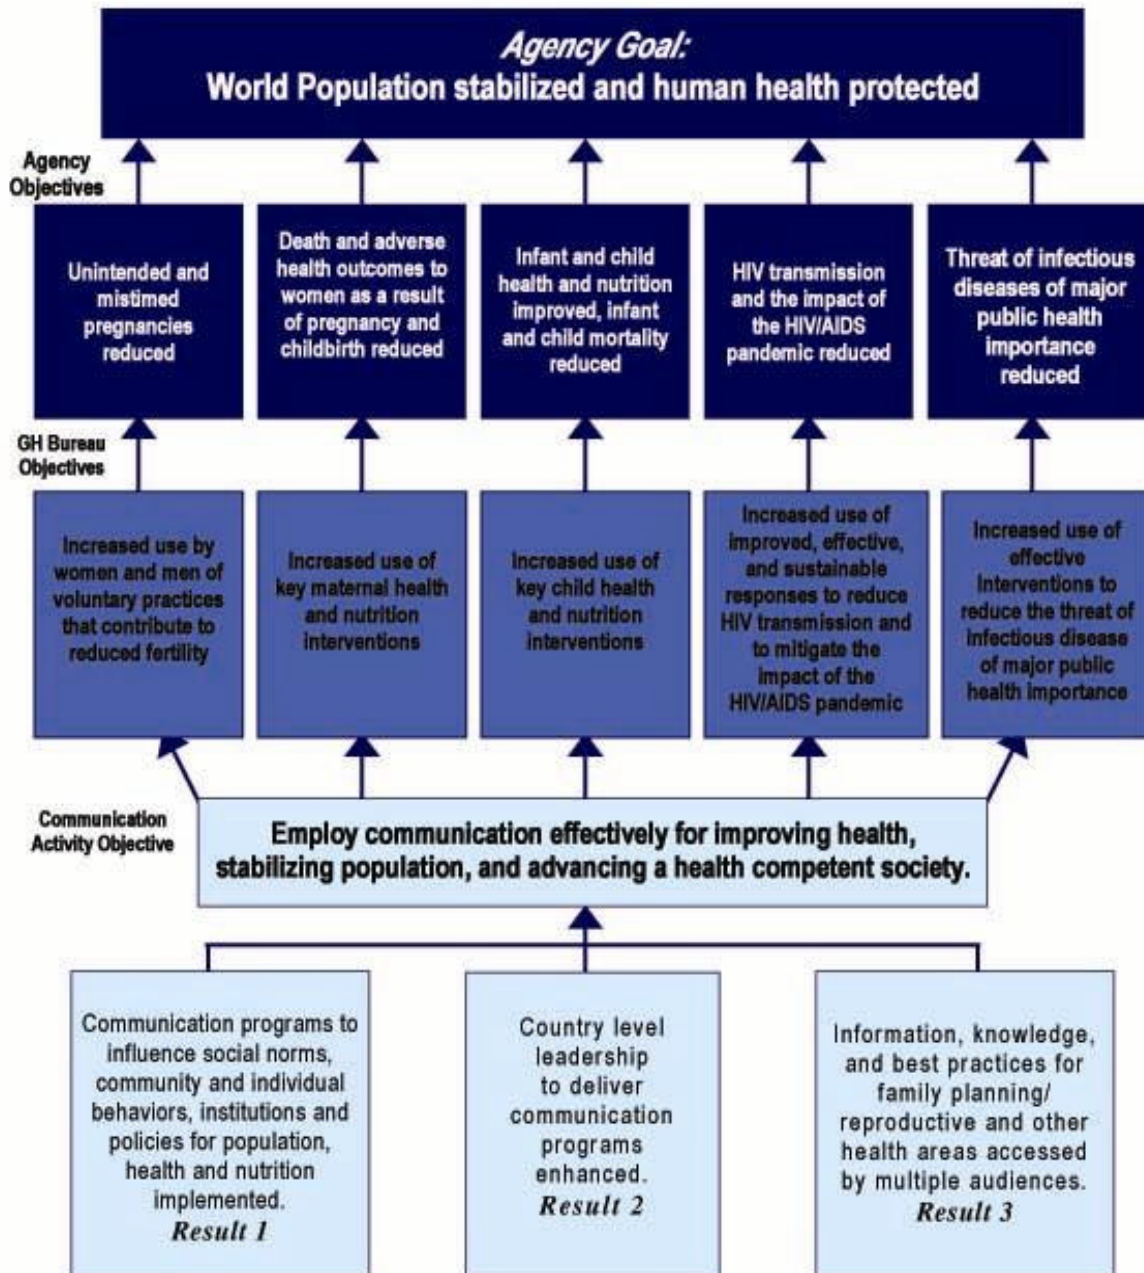 Agency Goal:
World Population stabilized and human health protected
Agency
Objectives
Unintended and
mistimed
pregnancies
reduced
Death and adverse
health outcomes to
women as a result
of pregnancy and
childbirth reduced
Infant and child
health and nutrition
improved, infant
and child mortality
reduced
HIV transmission
and the impact of
the HIV/AIDS
pandemic reduced
Threat of infectious
diseases of major
public health
importance
reduced
GH Bureau
Objectives
Increased use by
women and men of
voluntary practices
that contribute to
reduced fertility
Increased use of
key maternal health
and nutrition
interventions
Increased use of
key child health
and nutrition
interventions
Increased use of
improved, effective,
and sustainable
responses to reduce
HIV transmission and
to mitigate the
impact of the
HIV/AIDS pandemic
Increased use of
effective
Interventions to
reduce the threat of
infectious disease
of major public
health importance
Communication
Activity Objective
Employ communication effectively for improving health,
stabilizing population, and advancing a health competent society.
Communication programs to
influence social norms,
community and individual
behaviors, institutions and
policies for population,
health and nutrition
implemented.
Result 1
Country level
leadership
to deliver
communication
programs
enhanced.
Result 2
Information, knowledge,
and best practices for
family planning/
reproductive and other
health areas accessed
by multiple audiences.
Result 3